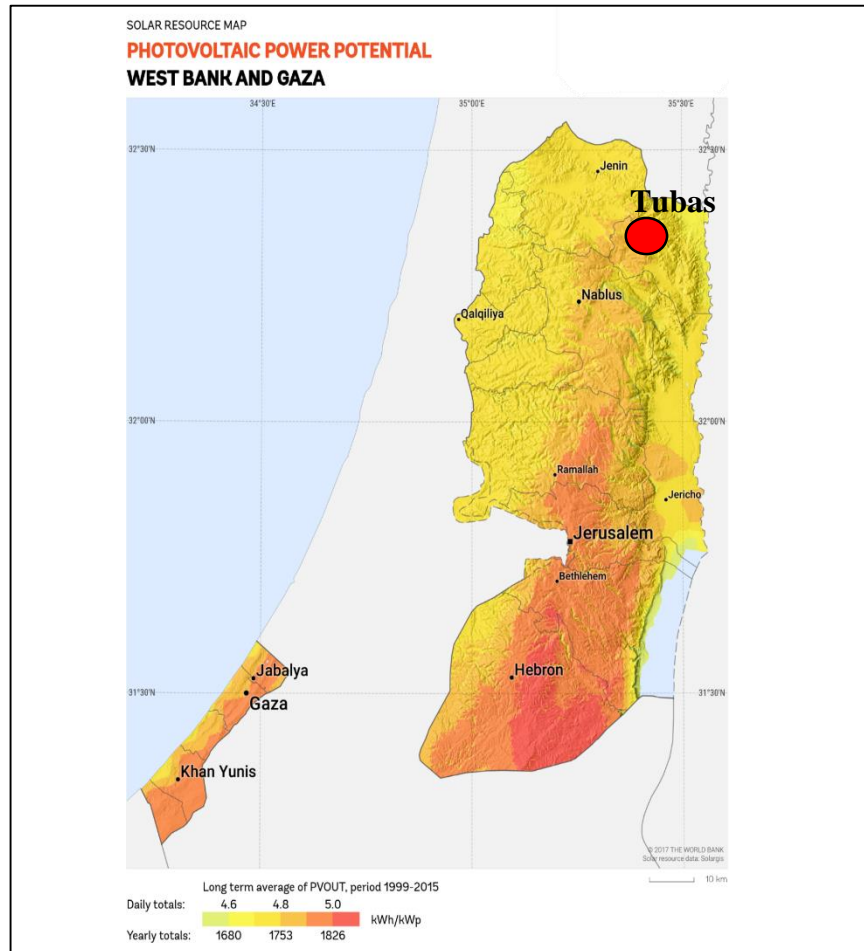 SOLAR RESOURCE MAP
PHOTOVOLTAIC POWER POTENTIAL
WEST BANK AND GAZA
34°30'E 35°00'E 35°30'E
32°30'N 32°30'N
Jenin
Tubas
Nablus
Qalqiliya
32°00'N 32°00'N
Ramallah
Jericho
Jerusalem
Bethlehem
Jabalya
Hebron
31°30'N 31°30'N
Gaza
Khan Yunis
© 2017 THE WORLD BANK
Solar resource data: Solargis
10 km
Long term average of PVOUT, period 1999-2015
Daily totals: 4.6 4.8 5.0
kWh/kWp
Yearly totals: 1680 1753 1826